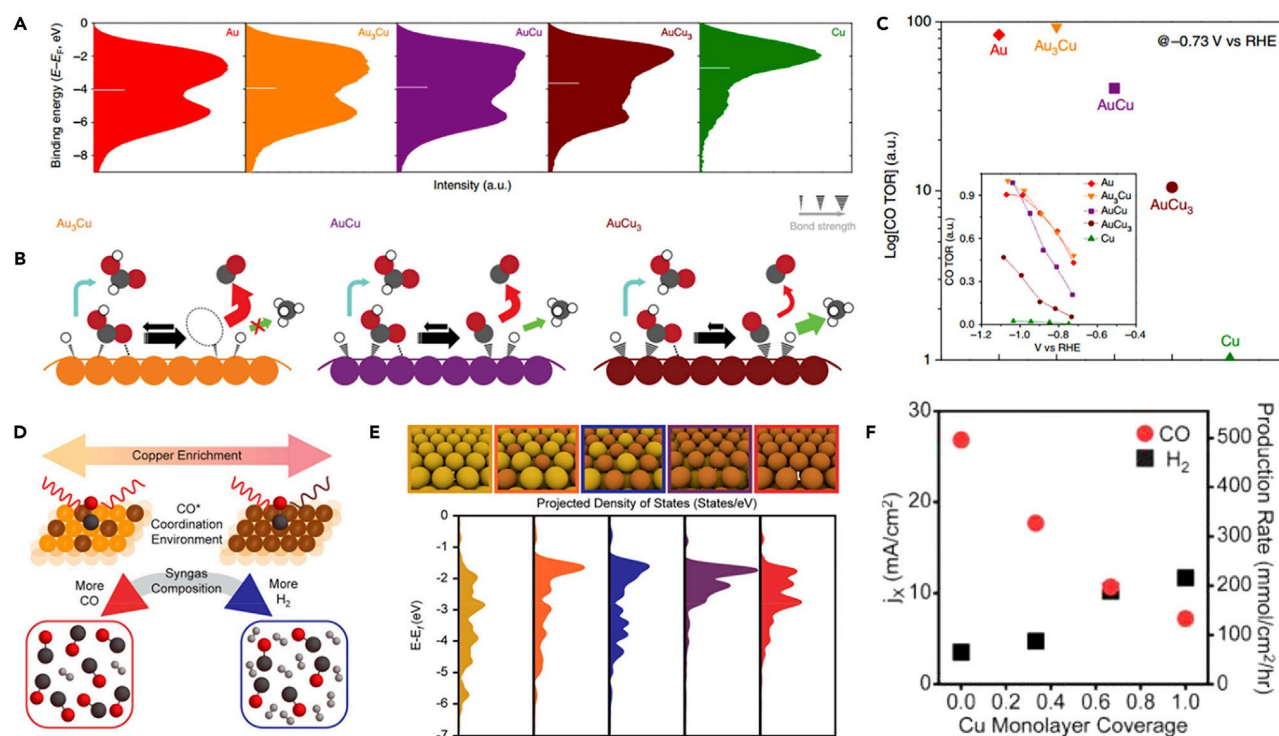 A
Binding energy (E–E_F, eV)
0
−2
−4
−6
−8
Au
Au₃Cu
AuCu
AuCu₃
Cu
Intensity (a.u.)
B
Au₃Cu
AuCu
AuCu₃
Bond strength
C
@−0.73 V vs RHE
Log[CO TOR] (a.u.)
100
10
1
Au
Au₃Cu
AuCu
AuCu₃
Cu
CO TOR (a.u.)
0.9
0.6
0.3
0.0
Au
Au₃Cu
AuCu
AuCu₃
Cu
−1.2
−1.0
−0.8
−0.6
−0.4
V vs RHE
D
Copper Enrichment
CO*
Coordination
Environment
Syngas
Composition
More
CO
More
H₂
E
Projected Density of States (States/eV)
E-E_f (eV)
0
-1
-2
-3
-4
-5
-6
-7
F
jₓ (mA/cm²)
30
20
10
0
CO
H₂
Production Rate (mmol/cm²/hr)
500
400
300
200
100
0
0.0 0.2 0.4 0.6 0.8 1.0
Cu Monolayer Coverage